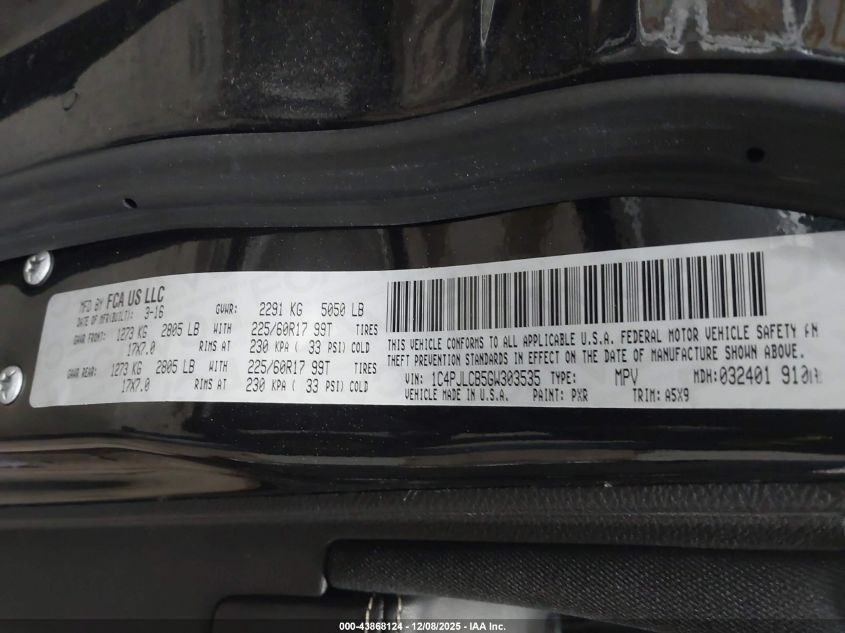 MFD BY FCA US LLC
DATE OF MFR(BUILT): 3-16 GVWR: 2291 KG 5050 LB
GAWR FRONT: 1273 KG 2805 LB WITH 225/60R17 99T TIRES
17X7.0 RIMS AT 230 KPA ( 33 PSI) COLD
GAWR REAR: 1273 KG 2805 LB WITH 225/60R17 99T TIRES
17X7.0 RIMS AT 230 KPA ( 33 PSI) COLD
THIS VEHICLE CONFORMS TO ALL APPLICABLE U.S.A. FEDERAL MOTOR VEHICLE SAFETY
THEFT PREVENTION STANDARDS IN EFFECT ON THE DATE OF MANUFACTURE SHOWN ABOVE.
VIN: 1C4PJLCB5GW303535 TYPE: MPV MDH:032401 910
VEHICLE MADE IN U.S.A. PAINT: PXR TRIM: A5X9
000-43868124 - 12/08/2025 - IAA Inc.